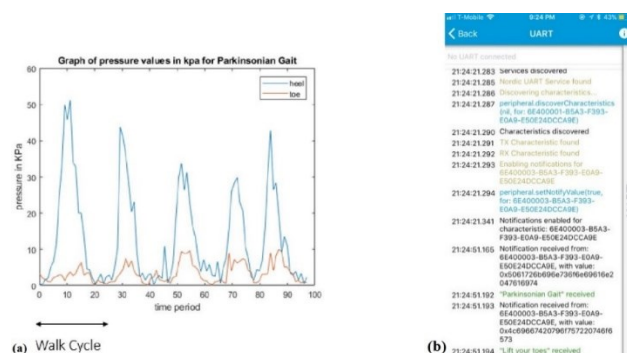 Graph of pressure values in kpa for Parkinsonian Gait
heel
toe
60
50
40
30
20
10
0
pressure in KPa
0 10 20 30 40 50 60 70 80 90 100
time period
(a) Walk Cycle
T-Mobile 9:24 PM 43%
Back UART
No UART connected
21:24:21.283 Services discovered
21:24:21.285 Nordic UART Service found
21:24:21.286 Discovering characteristics...
21:24:21.287 peripheral.discoverCharacteristics
(nil, for: 6E400001-B5A3-F393-
E0A9-E50E24DCCA9E)
21:24:21.290 Characteristics discovered
21:24:21.291 TX Characteristic found
21:24:21.292 RX Characteristic found
21:24:21.293 Enabling notifications for
6E400003-B5A3-F393-E0A9-
E50E24DCCA9E
21:24:21.294 peripheral.setNotifyValue(true,
for: 6E400003-B5A3-F393-
E0A9-E50E24DCCA9E)
21:24:21.341 Notifications enabled for
characteristic: 6E400003-B5A3-
F393-E0A9-E50E24DCCA9E
21:24:51.165 Notification received from:
6E400003-B5A3-F393-E0A9-
E50E24DCCA9E, with value:
0x5061726b696e736f6e69616e2
047616974
21:24:51.192 "Parkinsonian Gait" received
21:24:51.193 Notification received from:
6E400003-B5A3-F393-E0A9-
E50E24DCCA9E, with value:
0x4c69667420796f757220746f6
573
21:24:51.194 "Lift your toes" received
(b)